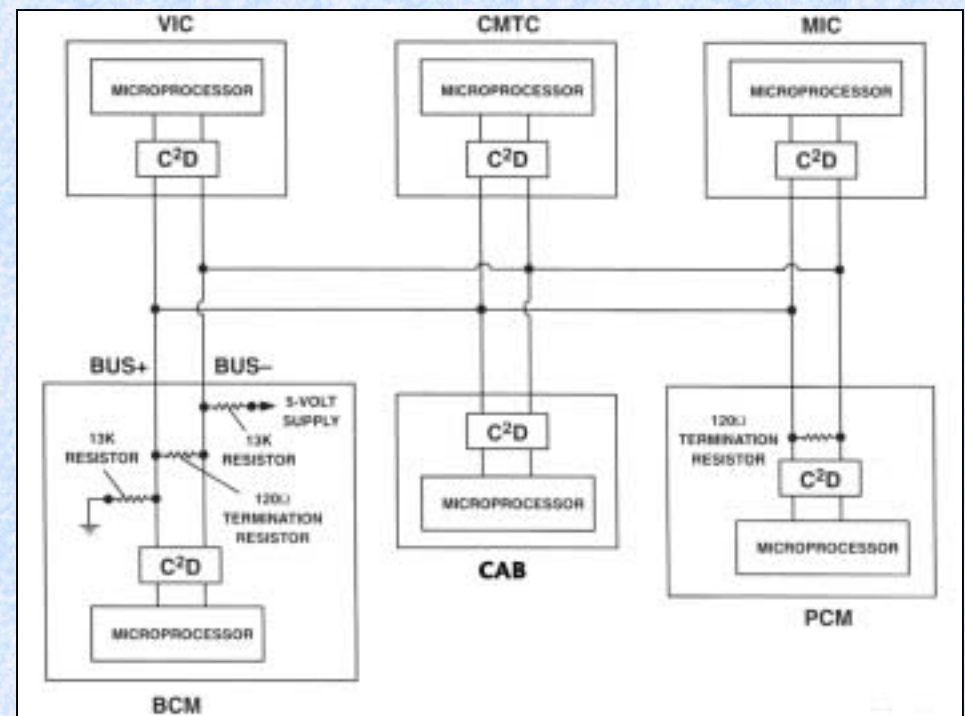 VIC
CMTC
MIC
MICROPROCESSOR
MICROPROCESSOR
MICROPROCESSOR
C²D
C²D
C²D
BUS+
BUS–
5-VOLT
SUPPLY
13K
RESISTOR
13K
RESISTOR
120Ω
TERMINATION
RESISTOR
C²D
MICROPROCESSOR
BCM
C²D
MICROPROCESSOR
CAB
120Ω
TERMINATION
RESISTOR
C²D
MICROPROCESSOR
PCM